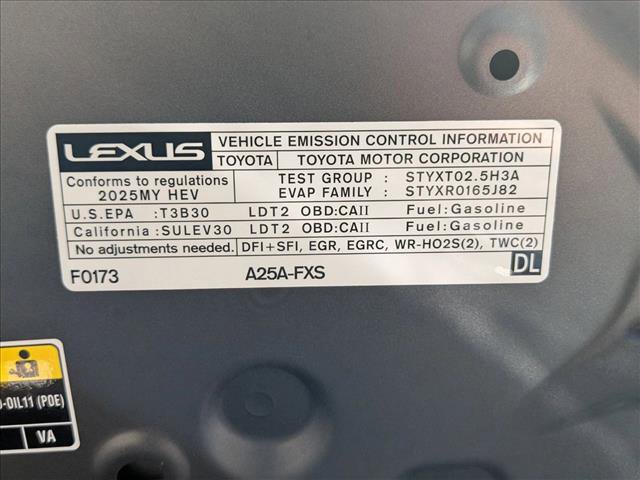 LEXUS VEHICLE EMISSION CONTROL INFORMATION
TOYOTA TOYOTA MOTOR CORPORATION
Conforms to regulations TEST GROUP: STYXT02.5H3A
2025MY HEV EVAP FAMILY: STYXR0165J82
U.S.EPA :T3B30 LDT2 OBD:CAII Fuel:Gasoline
California:SULEV30 LDT2 OBD:CAII Fuel:Gasoline
No adjustments needed. DFI+SFI, EGR, EGRC, WR-HO2S(2), TWC(2)
F0173 A25A-FXS DL
-OIL11 (POE)
VA